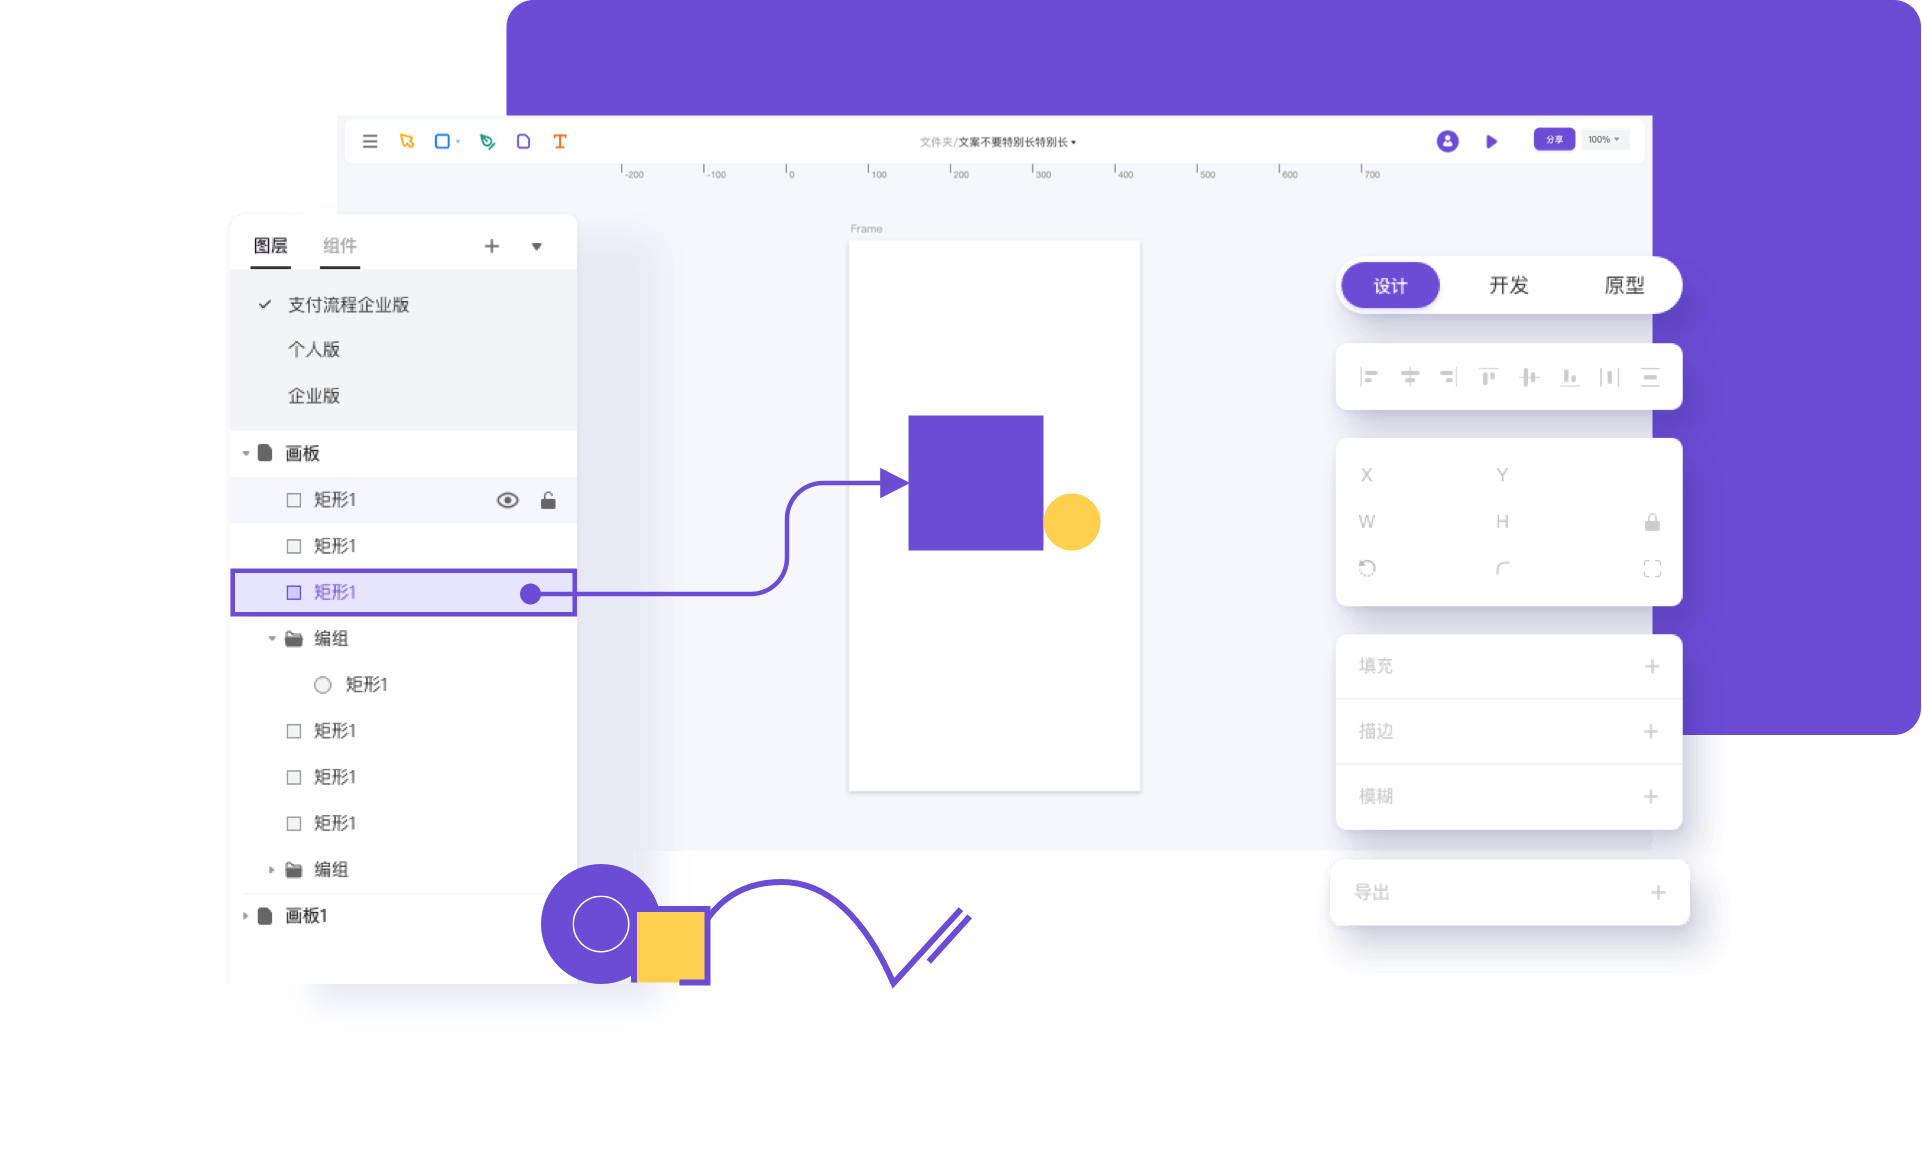 文件夹/文案不要特别长特别长
分享
100%
-200 -100 0 100 200 300 400 500 600 700
图层 组件
支付流程企业版
个人版
企业版
画板
矩形1
矩形1
矩形1
编组
矩形1
矩形1
矩形1
矩形1
编组
画板1
Frame
设计 开发 原型
X Y
W H
填充
描边
模糊
导出